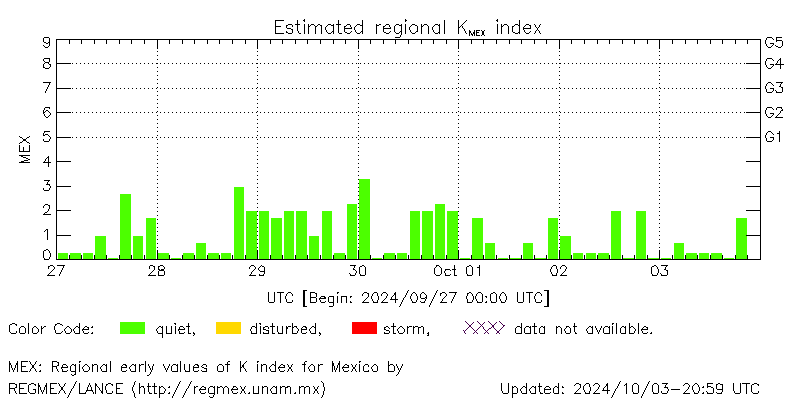 Estimated regional KMEX index
9
8
7
6
5
4
3
2
1
0
MEX
G5
G4
G3
G2
G1
27 28 29 30 Oct 01 02 03
UTC [Begin: 2024/09/27 00:00 UTC]
Color Code: quiet, disturbed, storm, data not available.
MEX: Regional early values of K index for Mexico by
REGMEX/LANCE (http://regmex.unam.mx) Updated: 2024/10/03-20:59 UTC